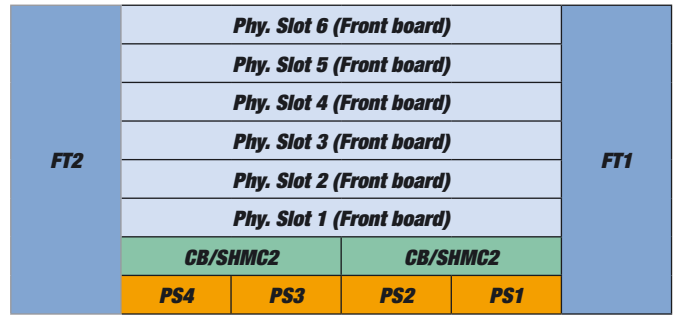 Phy. Slot 6 (Front board)
Phy. Slot 5 (Front board)
Phy. Slot 4 (Front board)
Phy. Slot 3 (Front board)
FT2 FT1
Phy. Slot 2 (Front board)
Phy. Slot 1 (Front board)
CB/SHMC2 CB/SHMC2
PS4 PS3 PS2 PS1